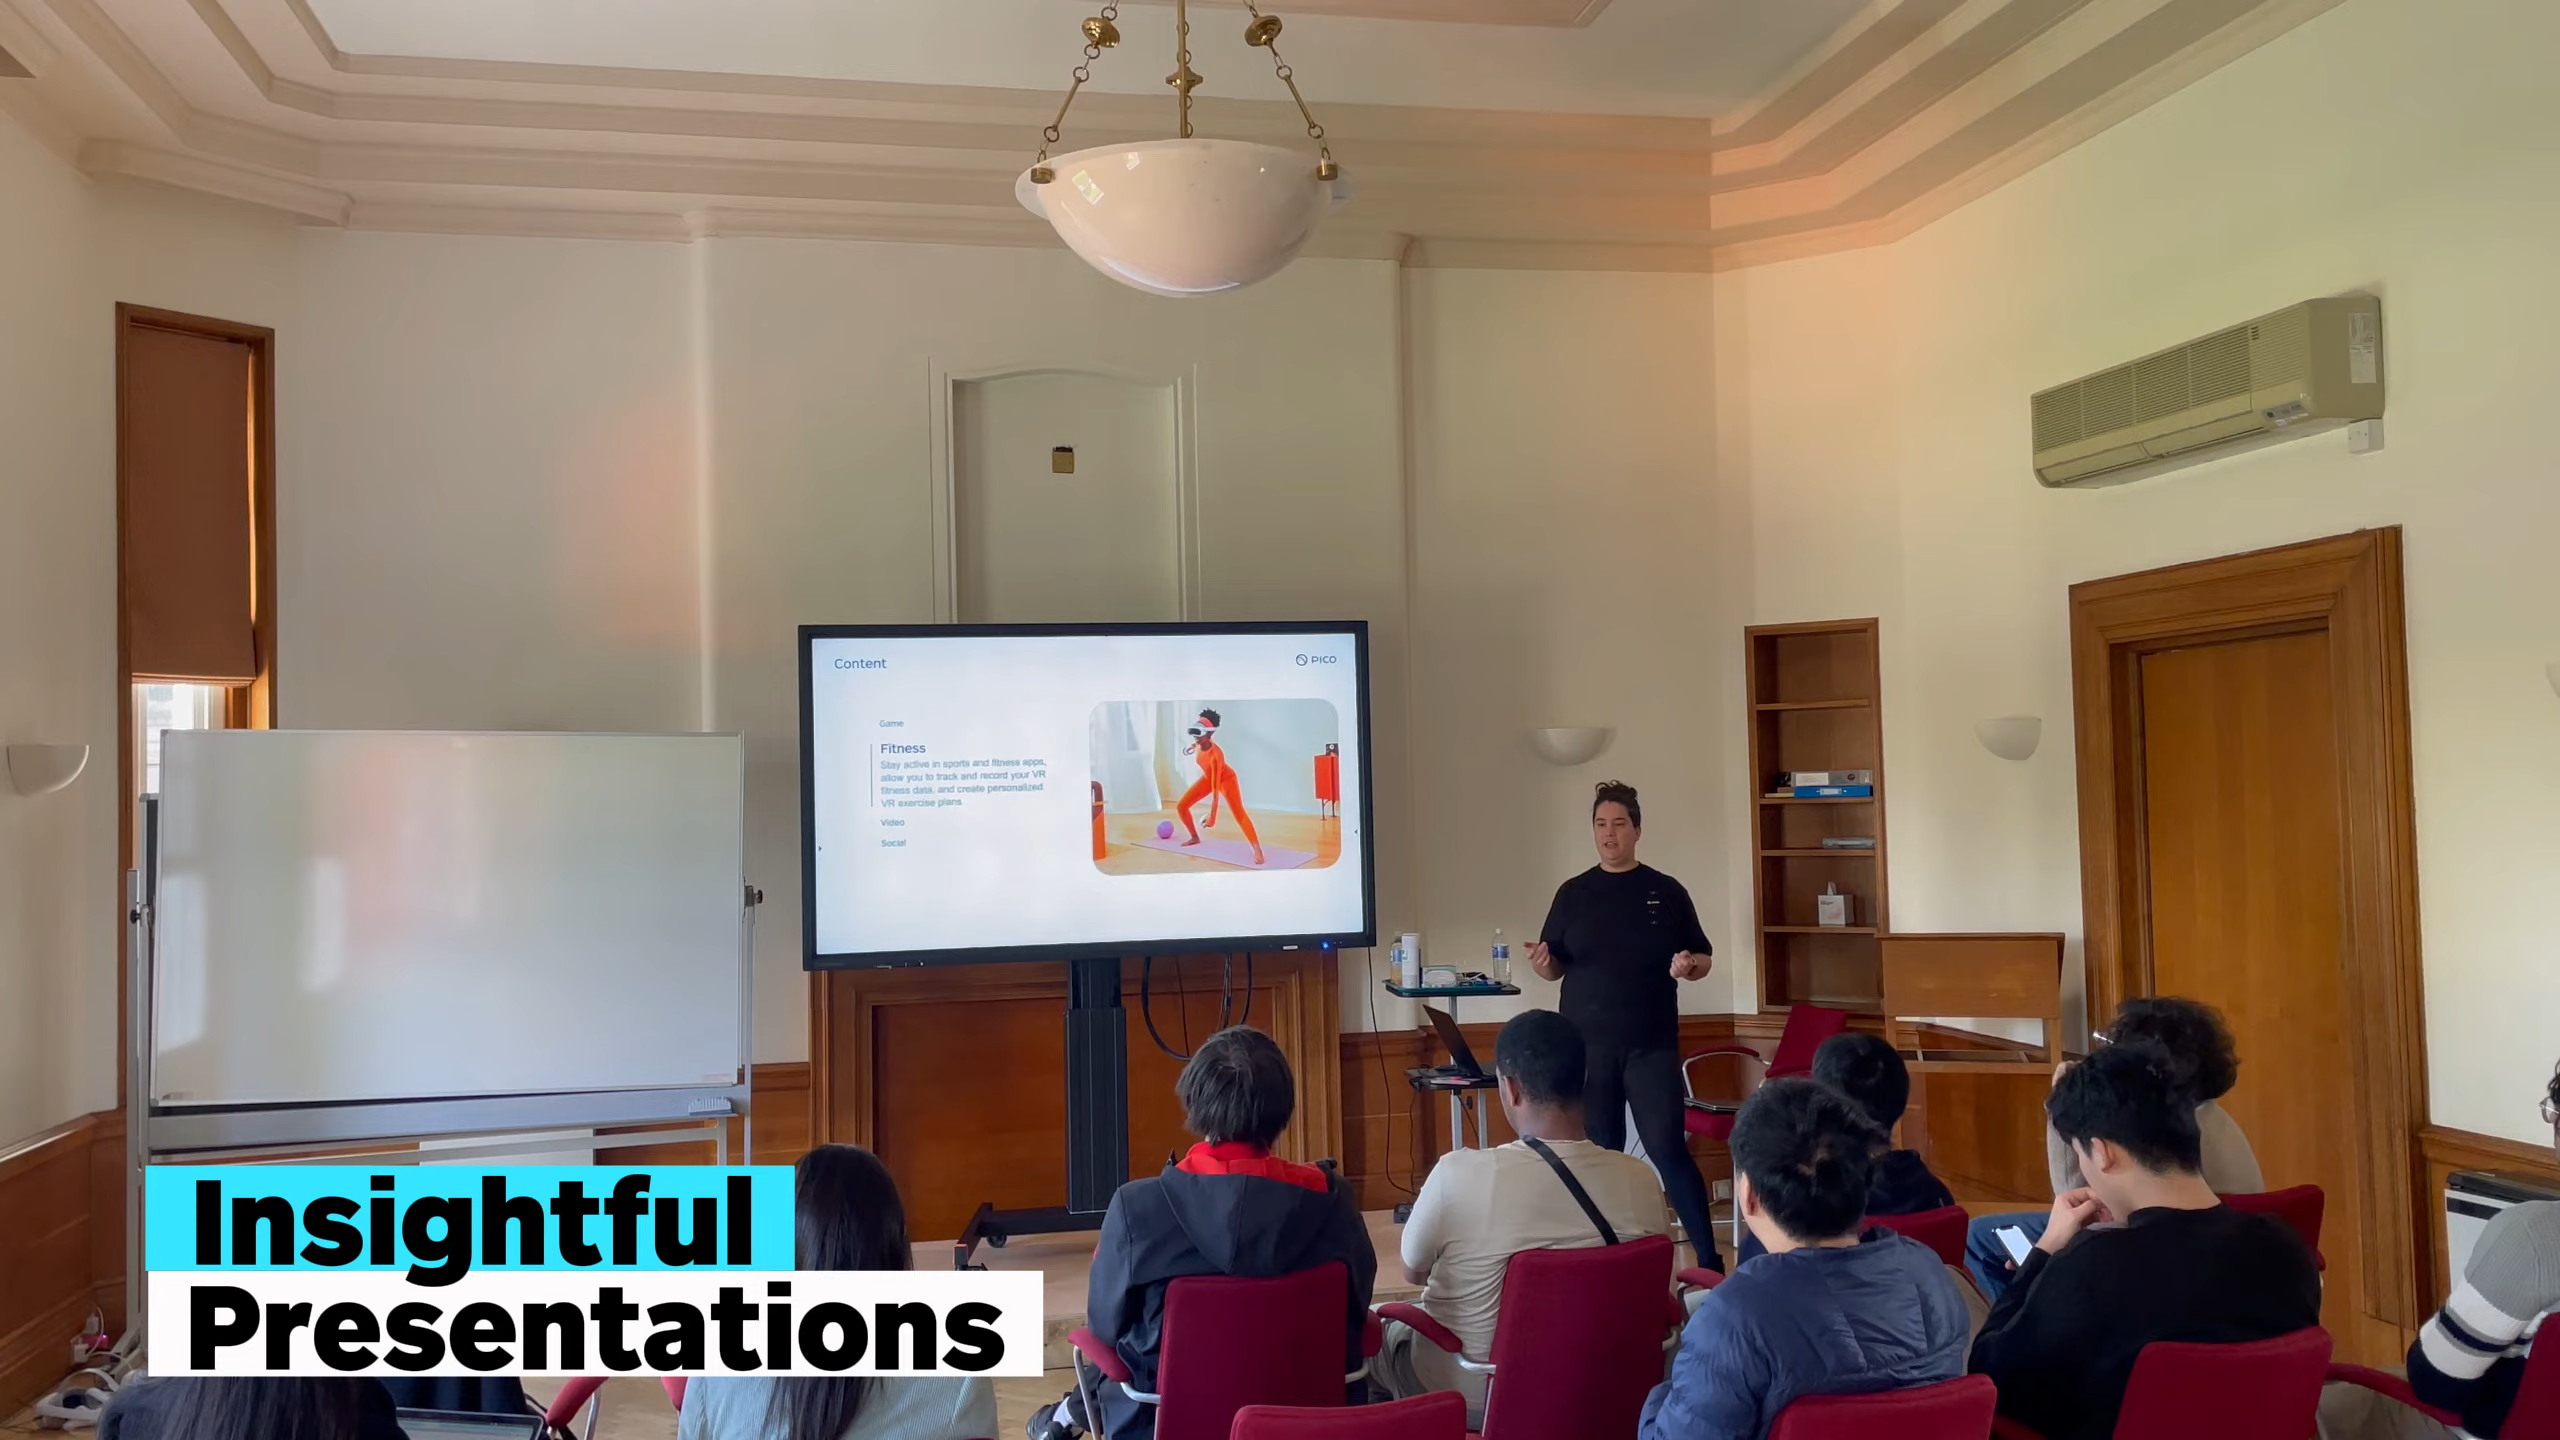 Content
PICO
Game
Fitness
Stay active in sports and fitness apps,
allow you to track and record your VR
fitness data, and create personalized
VR exercise plans
Video
Social
Insightful
Presentations